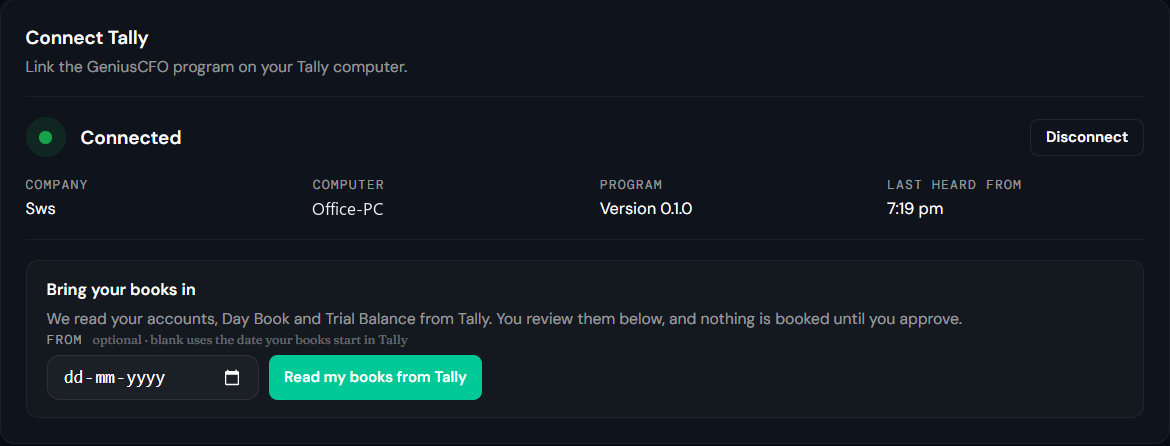 Connect Tally
Link the GeniusCFO program on your Tally computer.
Connected
Disconnect
COMPANY COMPUTER PROGRAM LAST HEARD FROM
Sws Office-PC Version 0.1.0 7:19 pm
Bring your books in
We read your accounts, Day Book and Trial Balance from Tally. You review them below, and nothing is booked until you approve.
FROM optional · blank uses the date your books start in Tally
dd-mm-yyyy Read my books from Tally